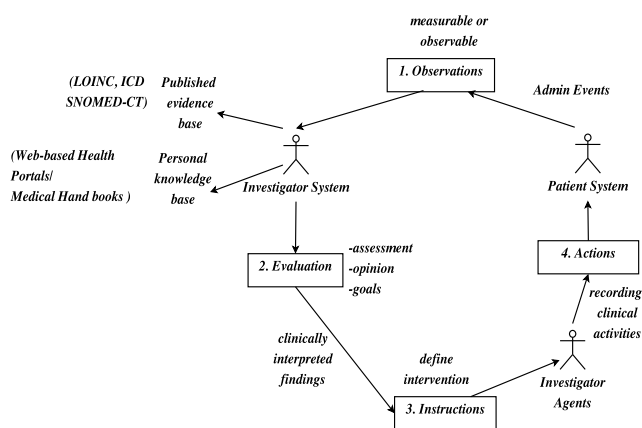 measurable or
observable
1. Observations
(LOINC, ICD
SNOMED-CT)
Published
evidence
base
Admin Events
(Web-based Health
Portals/
Medical Hand books )
Personal
knowledge
base
Investigator System
Patient System
2. Evaluation
-assessment
-opinion
-goals
4. Actions
recording
clinical
activities
clinically
interpreted
findings
define
intervention
Investigator
Agents
3. Instructions